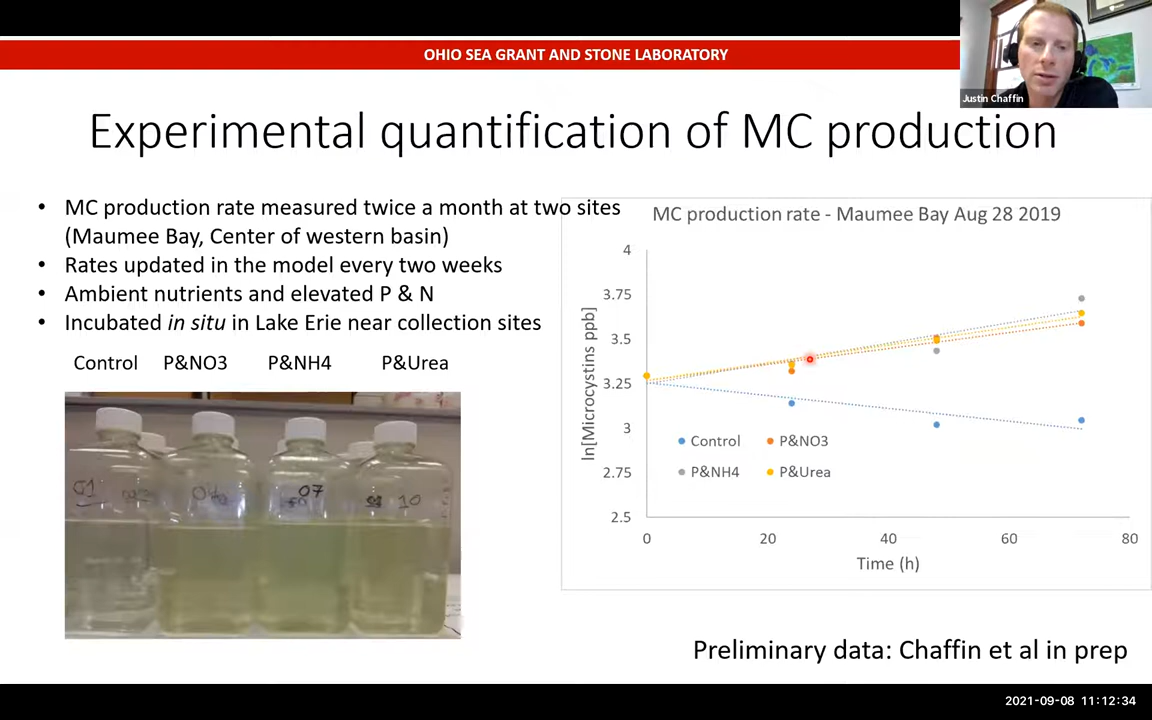 OHIO SEA GRANT AND STONE LABORATORY
Justin Chaffin
Experimental quantification of MC production
• MC production rate measured twice a month at two sites
(Maumee Bay, Center of western basin)
• Rates updated in the model every two weeks
• Ambient nutrients and elevated P & N
• Incubated in situ in Lake Erie near collection sites
Control P&NO3 P&NH4 P&Urea
07
10
MC production rate - Maumee Bay Aug 28 2019
ln[Microcystins ppb]
4
3.75
3.5
3.25
3
2.75
2.5
0 20 40 60 80
Time (h)
Control P&NO3
P&NH4 P&Urea
Preliminary data: Chaffin et al in prep
2021-09-08 11:12:34